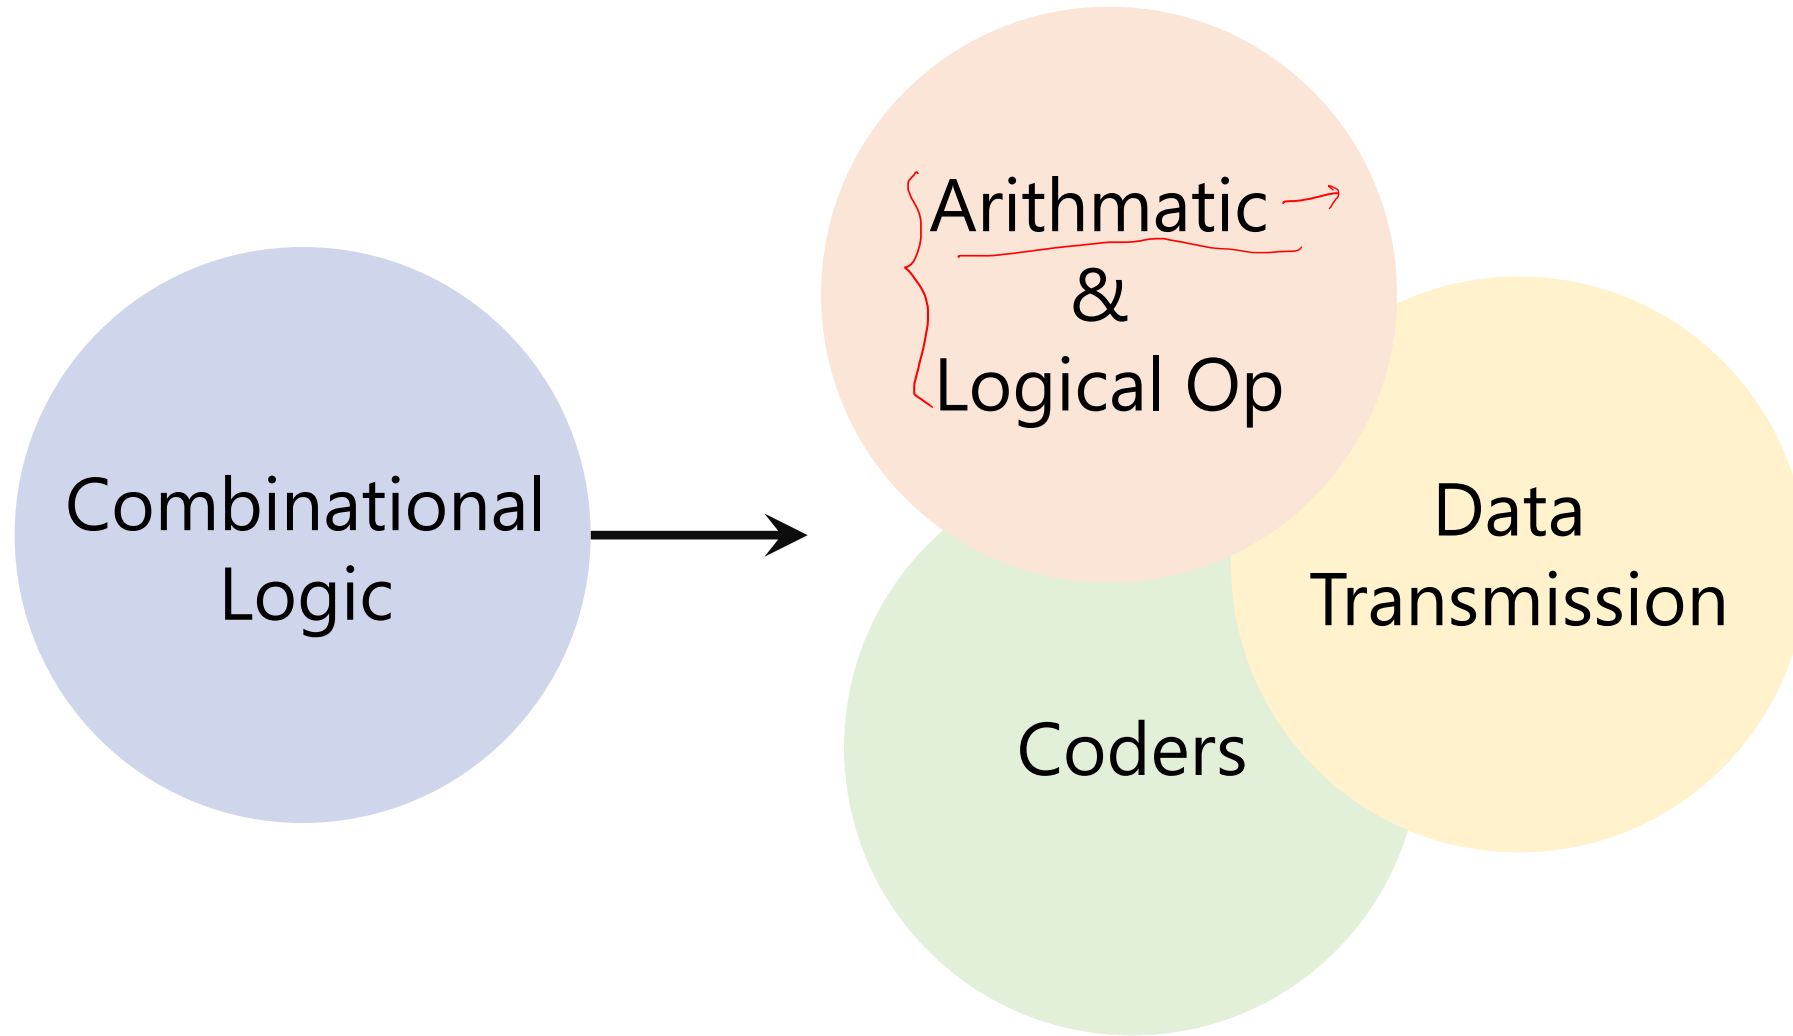 Combinational
Logic
Arithmatic
&
Logical Op
Data
Transmission
Coders